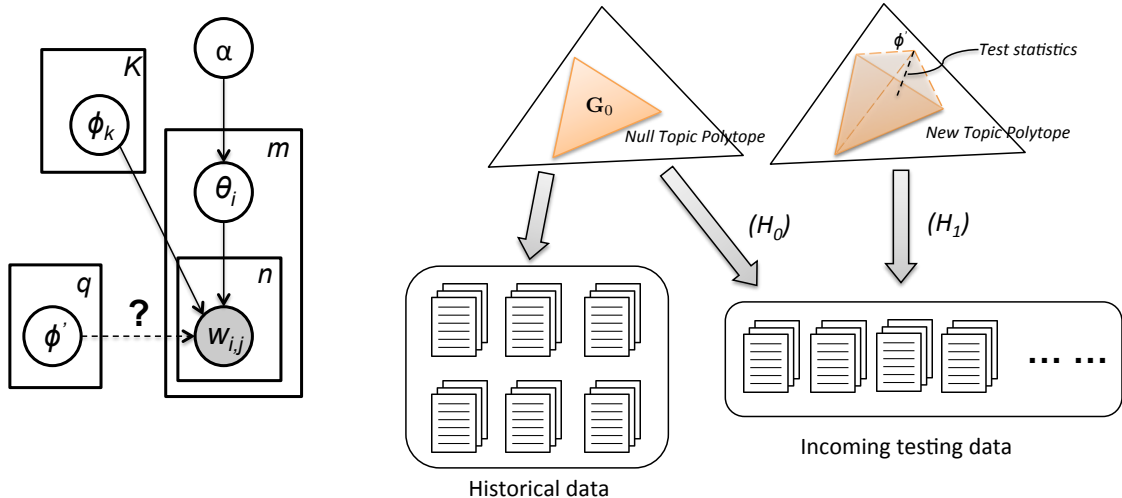 α
K
ϕk
m
θi
n
q
ϕ'
?
wi,j
G0
Null Topic Polytope
ϕ'
Test statistics
New Topic Polytope
(H0)
(H1)
... ...
Historical data
Incoming testing data